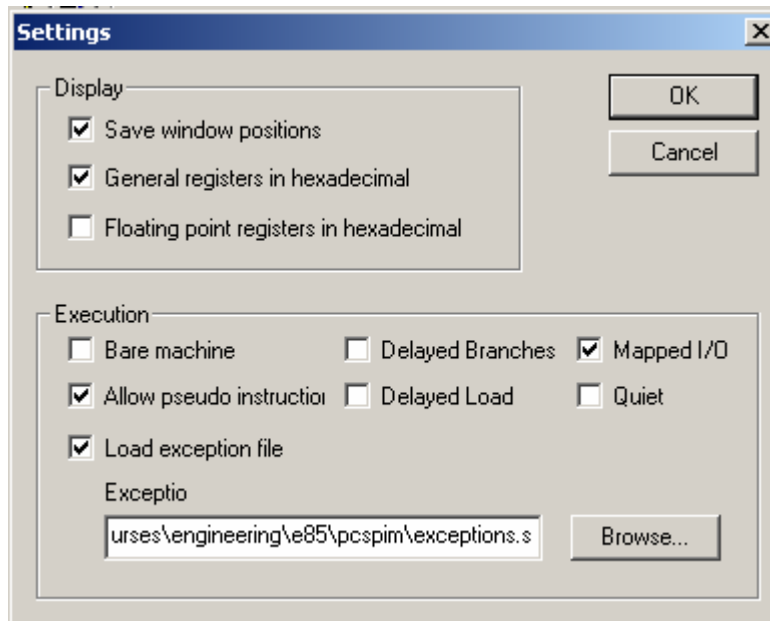 Settings
Display
OK
Save window positions
Cancel
General registers in hexadecimal
Floating point registers in hexadecimal
Execution
Bare machine
Delayed Branches
Mapped I/O
Allow pseudo instruction
Delayed Load
Quiet
Load exception file
Exceptio
urses\engineering\e85\pcspim\exceptions.s
Browse...